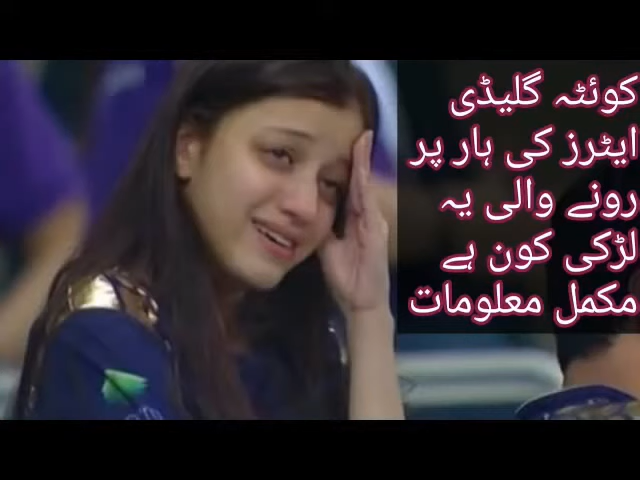 کوئٹہ گلیڈی
ایٹرز کی ہار پر
رونے والی یہ
لڑکی کون ہے
مکمل معلومات